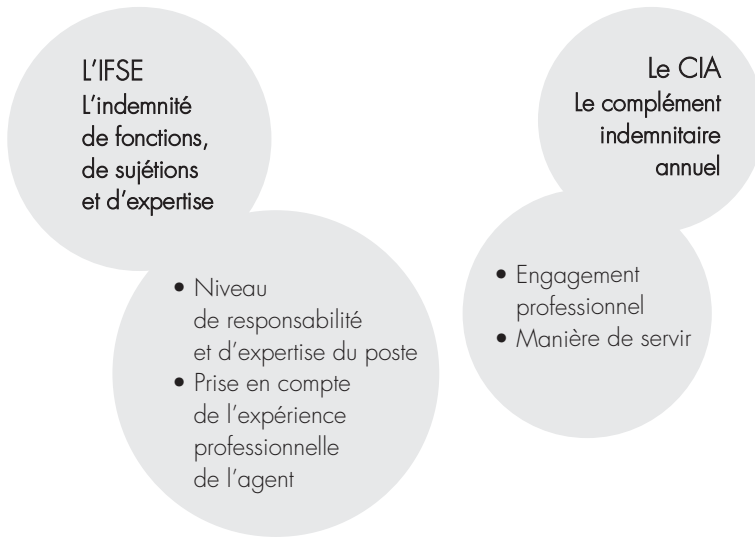 L’IFSE
L’indemnité
de fonctions,
de sujétions
et d’expertise
• Niveau
de responsabilité
et d’expertise du poste
• Prise en compte
de l’expérience
professionnelle
de l’agent
Le CIA
Le complément
indemnitaire
annuel
• Engagement
professionnel
• Manière de servir